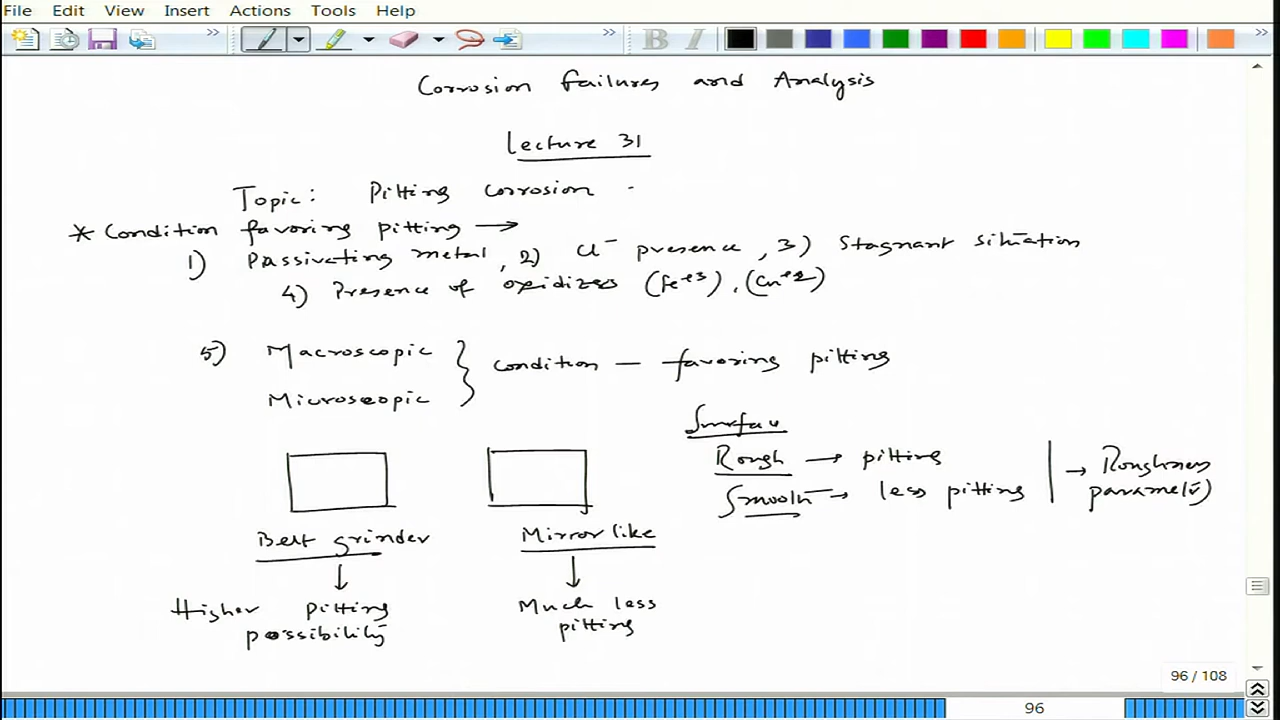 File Edit View Insert Actions Tools Help
Corrosion Failures and Analysis
Lecture 31
Topic: Pitting corrosion -
* Condition favoring pitting →
1) Passivating metal, 2) Cl⁻ presence, 3) Stagnant situation
4) Presence of oxidizers (Fe⁺³), (Cu⁺²)
5) Macroscopic
Microscopic } condition — favoring pitting
Surface
Rough → pitting
Smooth → less pitting
→ Roughness
parameter)
Belt grinder
Mirror like
↓
↓
Higher pitting
possibility
Much less
pitting
96 / 108
96